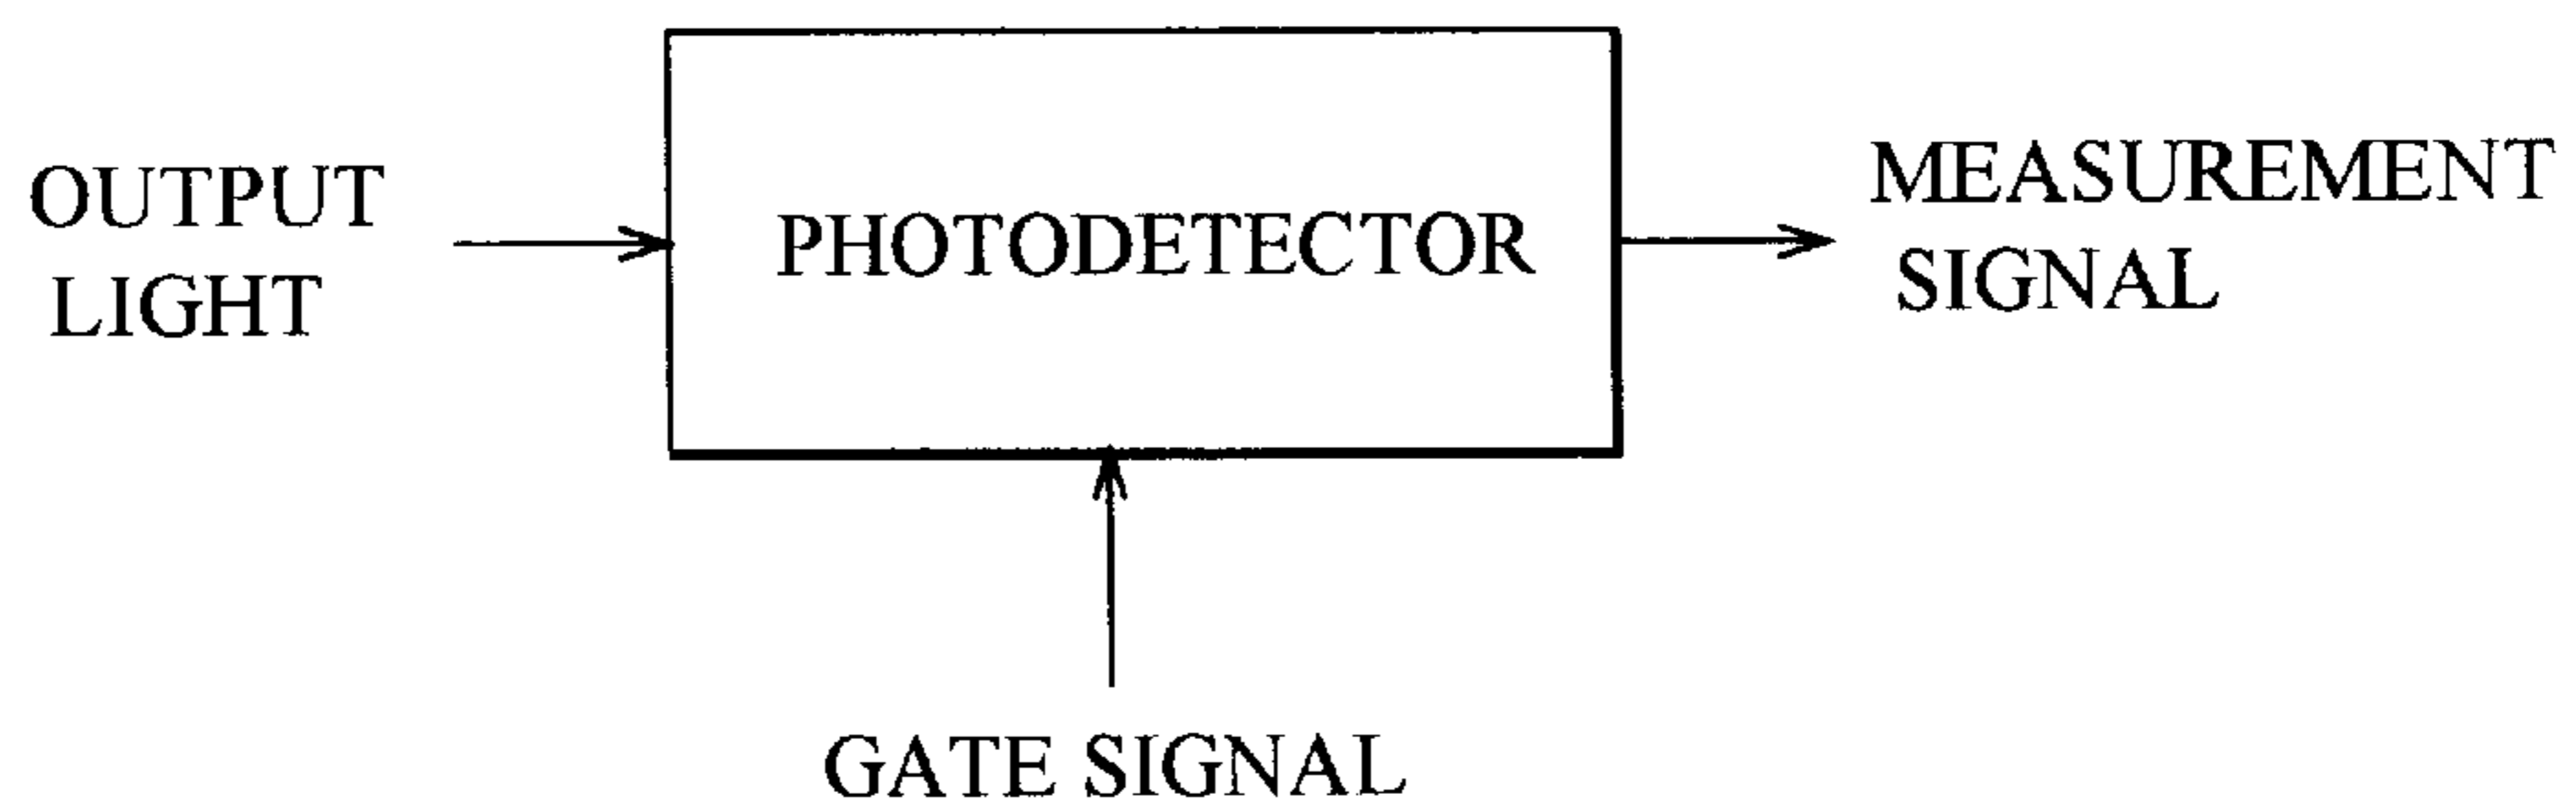 OUTPUT
LIGHT
PHOTODETECTOR
MEASUREMENT
SIGNAL
GATE SIGNAL